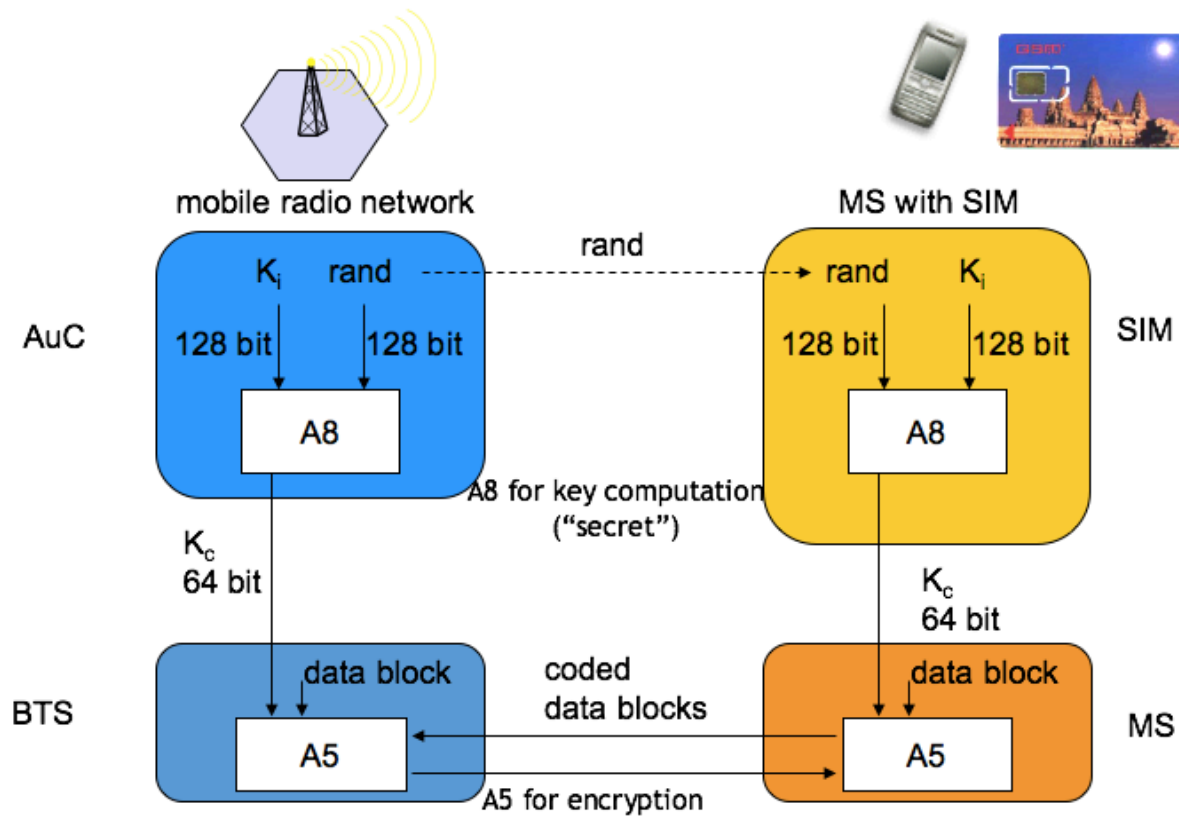 GSM
mobile radio network
MS with SIM
rand
Ki rand
rand Ki
AuC
128 bit 128 bit
128 bit 128 bit
SIM
A8
A8
A8 for key computation
(“secret”)
Kc
64 bit
Kc
64 bit
data block
coded
data blocks
data block
BTS
MS
A5
A5
A5 for encryption